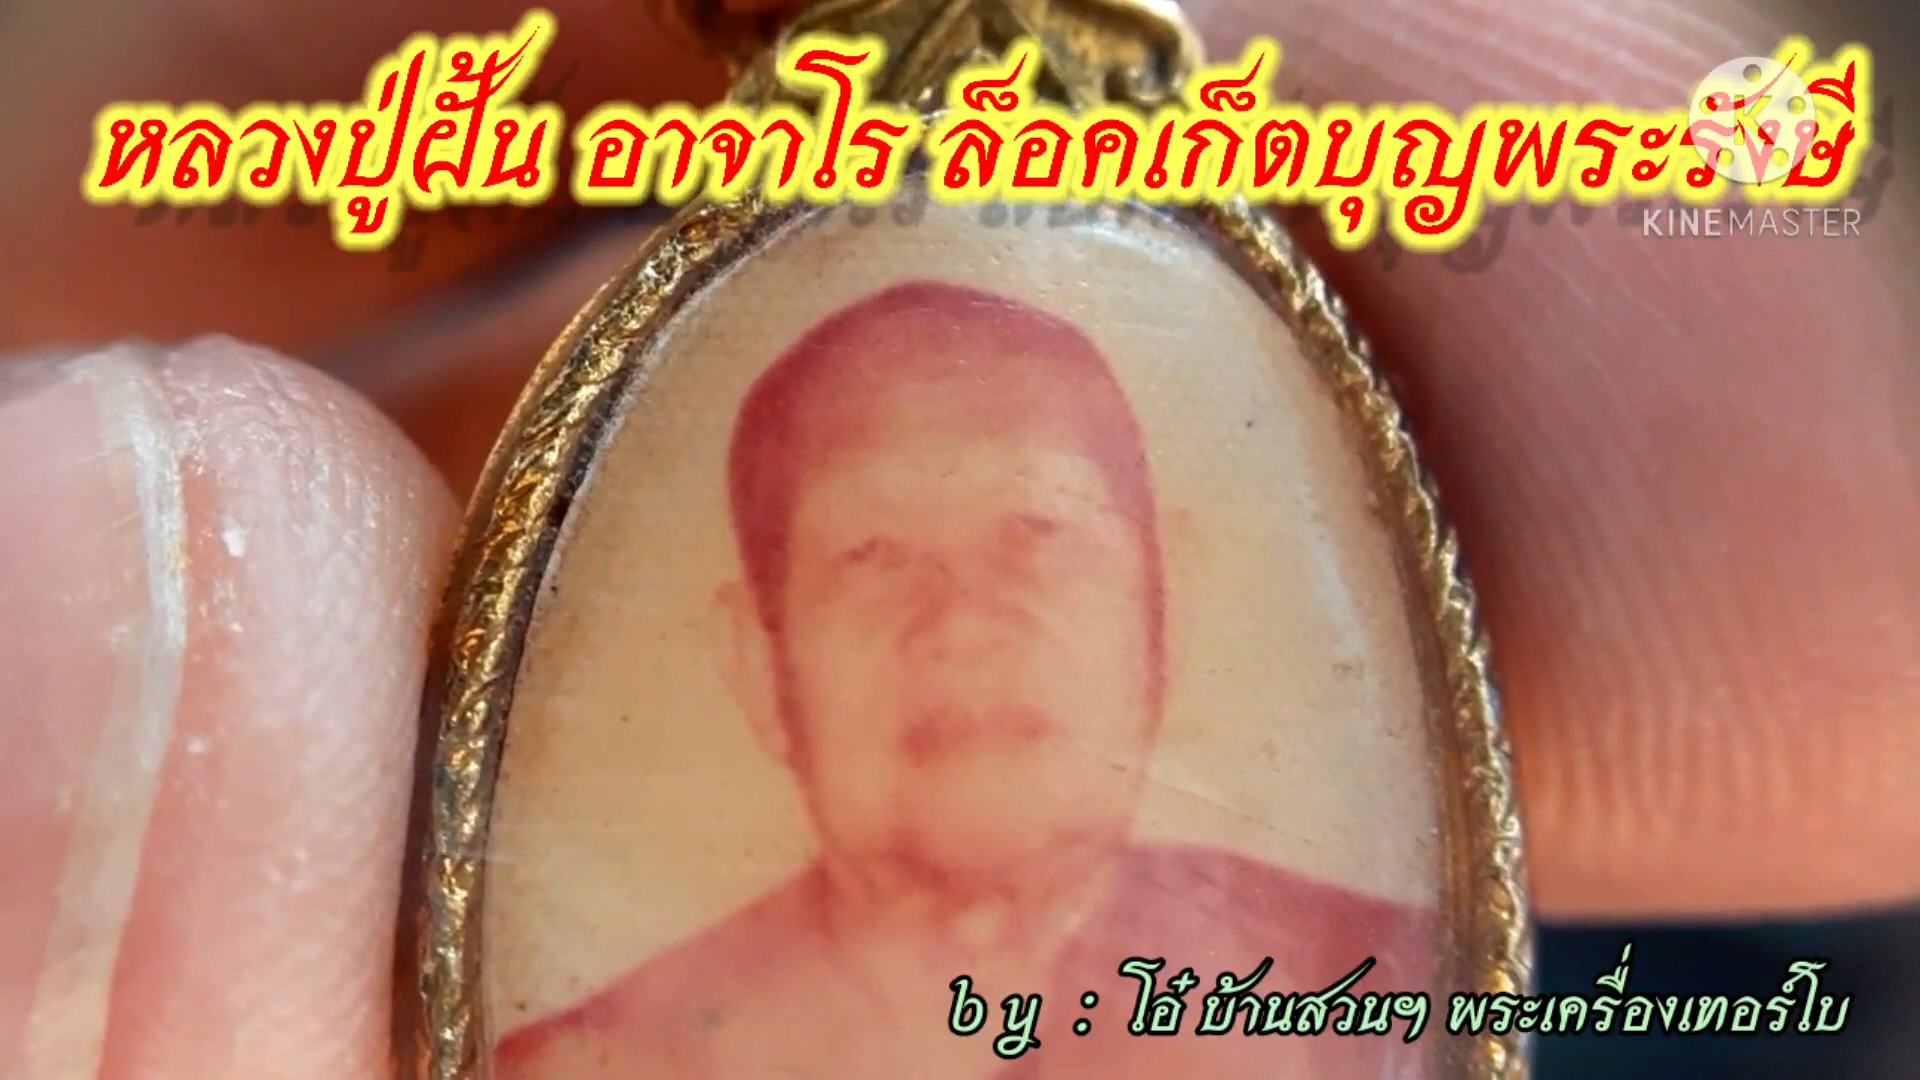 หลวงปู่ฝั้น อาจาโร ล็อคเก็ตบุญพระรังษี
KINEMASTER
by : โอ๋ บ้านสวนฯ พระเครื่องเทอร์โบ